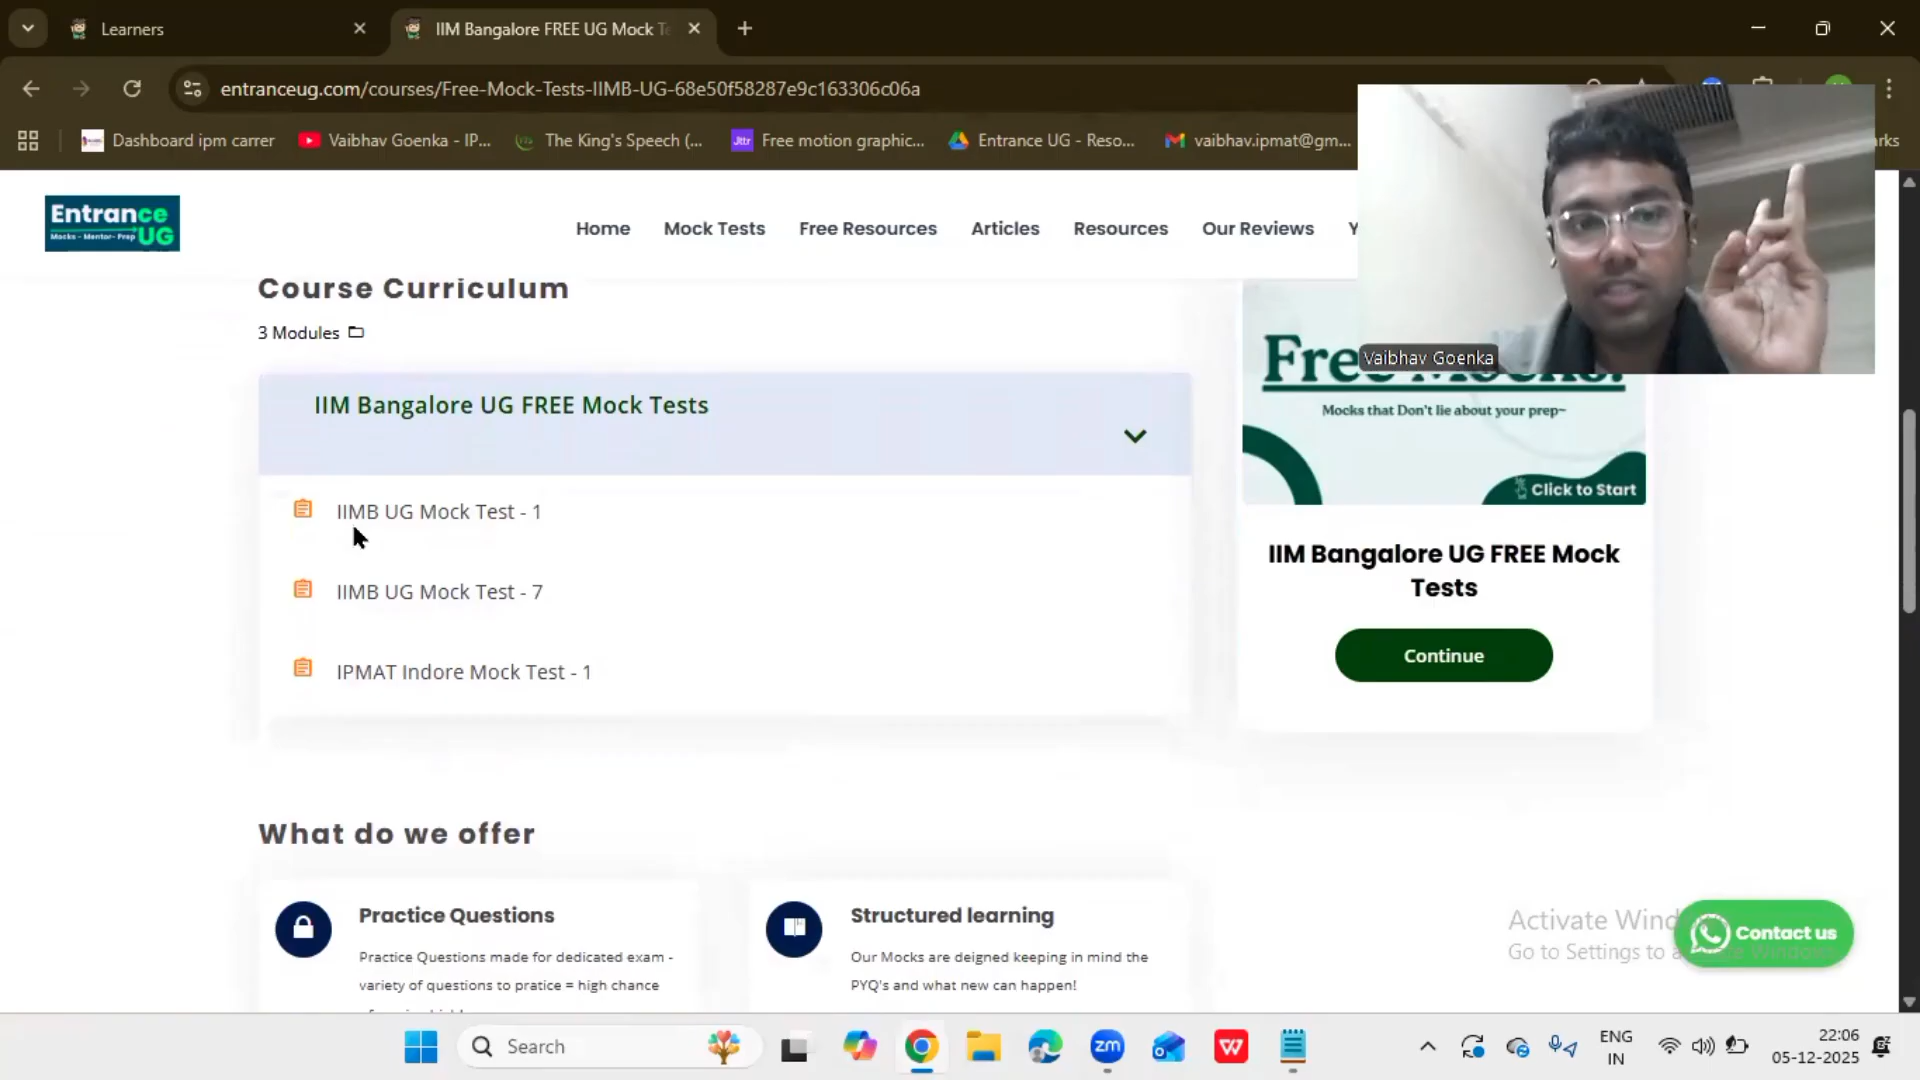 Learners
IIM Bangalore FREE UG Mock Te
entranceug.com/courses/Free-Mock-Tests-IIMB-UG-68e50f58287e9c163306c06a
Dashboard ipm carrer
Vaibhav Goenka - IP...
The King's Speech (...
Jttr
Free motion graphic...
Entrance UG - Reso...
vaibhav.ipmat@gm...
Entrance
UG
Mocks - Mentor- Prep
Home
Mock Tests
Free Resources
Articles
Resources
Our Reviews
Y
Vaibhav Goenka
Course Curriculum
3 Modules
IIM Bangalore UG FREE Mock Tests
IIMB UG Mock Test - 1
IIMB UG Mock Test - 7
IPMAT Indore Mock Test - 1
Mocks that Don't lie about your prep~
Click to Start
IIM Bangalore UG FREE Mock
Tests
Continue
What do we offer
Practice Questions
Practice Questions made for dedicated exam -
variety of questions to pratice = high chance
Structured learning
Our Mocks are deigned keeping in mind the
PYQ's and what new can happen!
Activate Wind
Go to Settings to a
Contact us
Search
zm
W
ENG
IN
22:06
05-12-2025